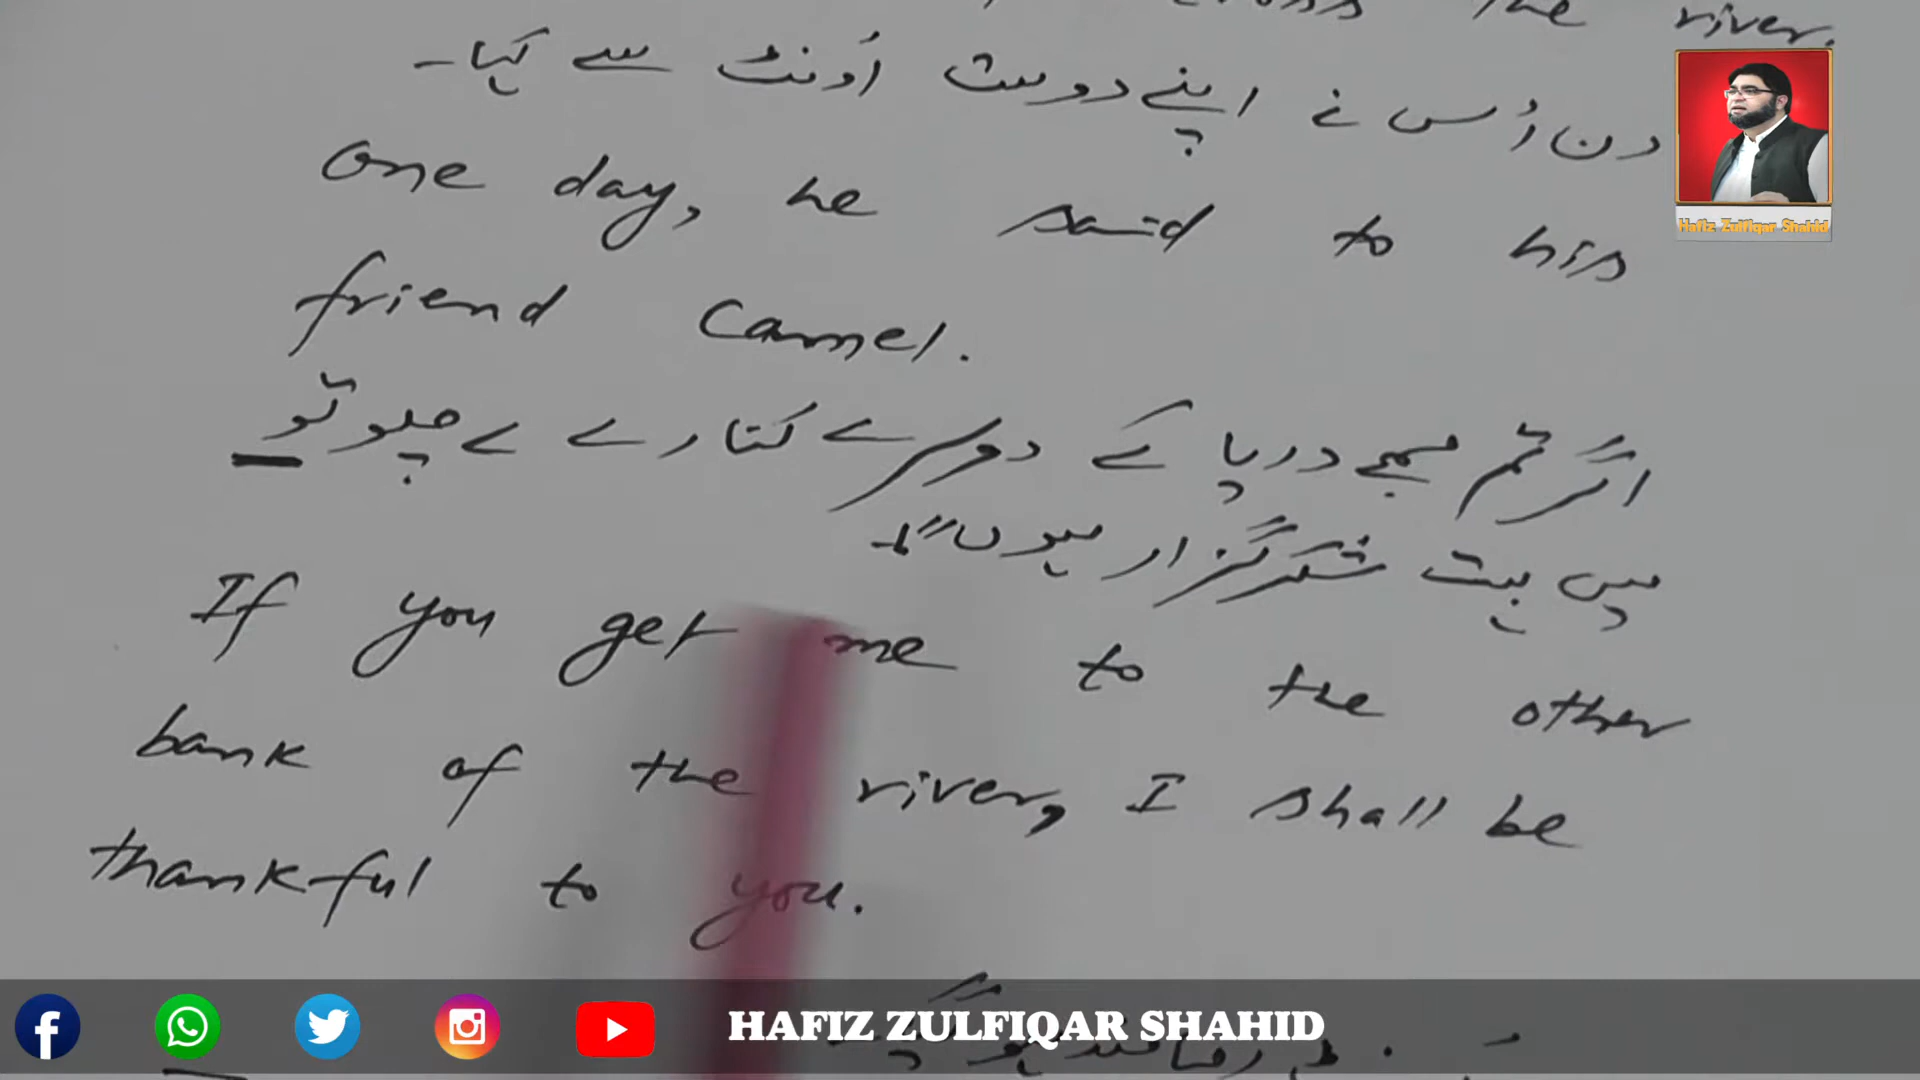 the river.
دن اُس نے اپنے دوست اُونٹ سے کہا۔
One day, he said to his
friend Camel.
اگر تم مجھے دریا کے دوسرے کنارے لے چلو تو
میں بہت شکرگزار ہوں گا۔
If you get me to the other
bank of the river, I shall be
thankful to you.
Hafiz Zulfiqar Shahid
HAFIZ ZULFIQAR SHAHID